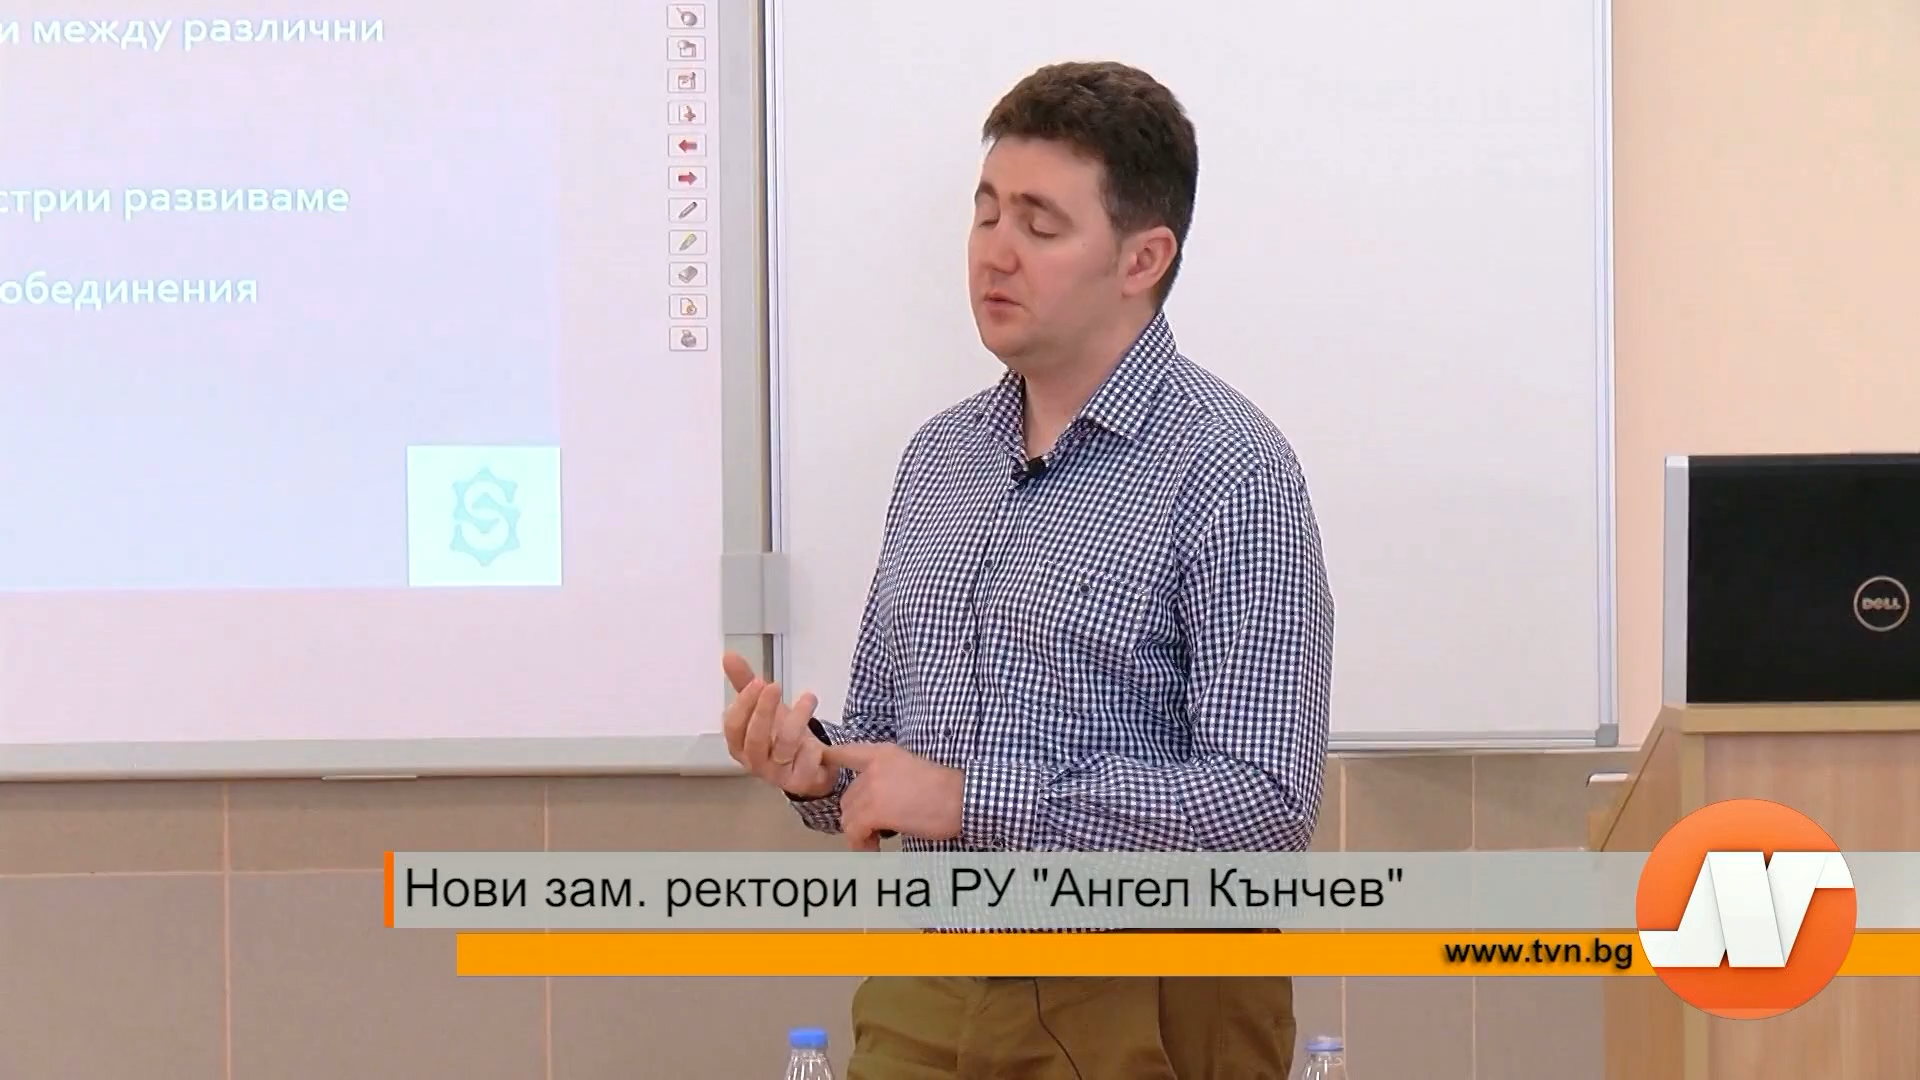 и между различни
стрии развиваме
обединения
S
DELL
Нови зам. ректори на РУ "Ангел Кънчев"
www.tvn.bg
N